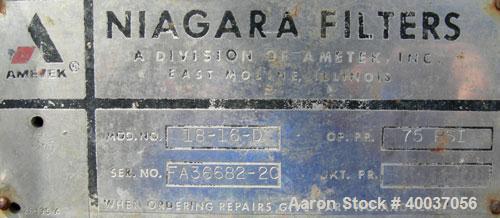 NIAGARA FILTERS
AMETEK®
A DIVISION OF AMETEK, INC.
EAST MOLINE, ILLINOIS
MOD. NO. 18-16-D OP. PR. 75 PSI
SER. NO. FA36682-20 JKT. PR.
WHEN ORDERING REPAIRS GIVE
Aaron Stock # 40037056